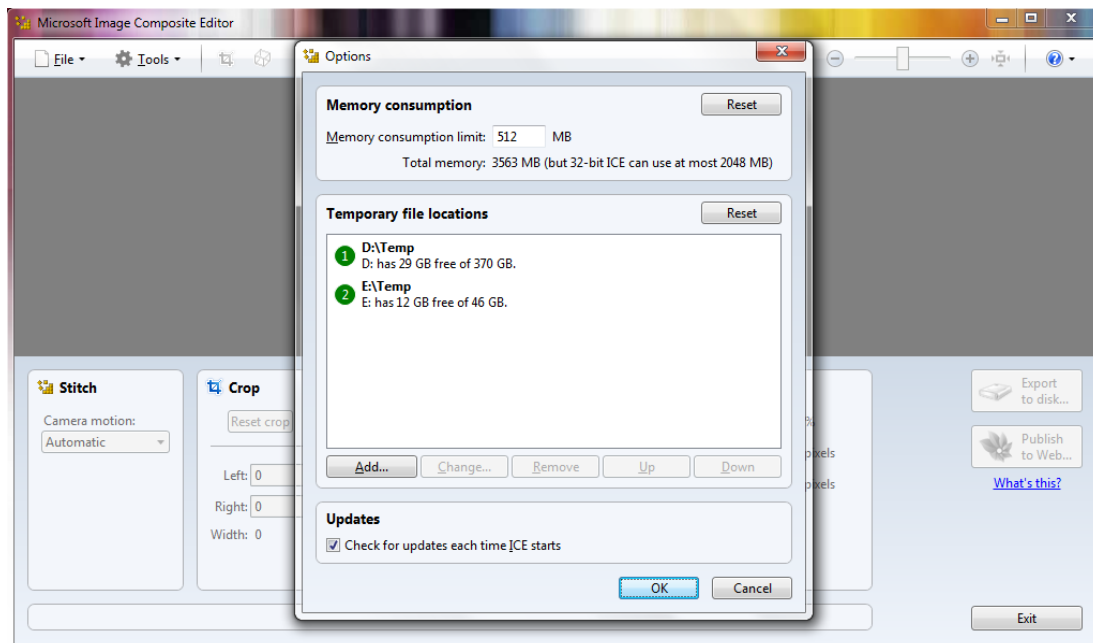 Microsoft Image Composite Editor
File
Tools
Options
Memory consumption
Reset
Memory consumption limit: 512 MB
Total memory: 3563 MB (but 32-bit ICE can use at most 2048 MB)
Temporary file locations
Reset
1 D:\Temp
D: has 29 GB free of 370 GB.
2 E:\Temp
E: has 12 GB free of 46 GB.
Add... Change... Remove Up Down
Updates
Check for updates each time ICE starts
OK Cancel
Stitch
Camera motion:
Automatic
Crop
Reset crop
Left: 0
Right: 0
Width: 0
%
pixels
pixels
Export
to disk...
Publish
to Web...
What's this?
Exit